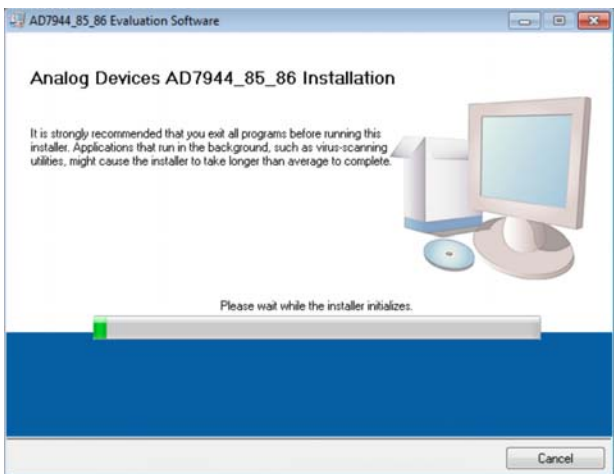 AD7944_85_86 Evaluation Software
Analog Devices AD7944_85_86 Installation
It is strongly recommended that you exit all programs before running this
installer. Applications that run in the background, such as virus-scanning
utilities, might cause the installer to take longer than average to complete.
Please wait while the installer initializes.
Cancel